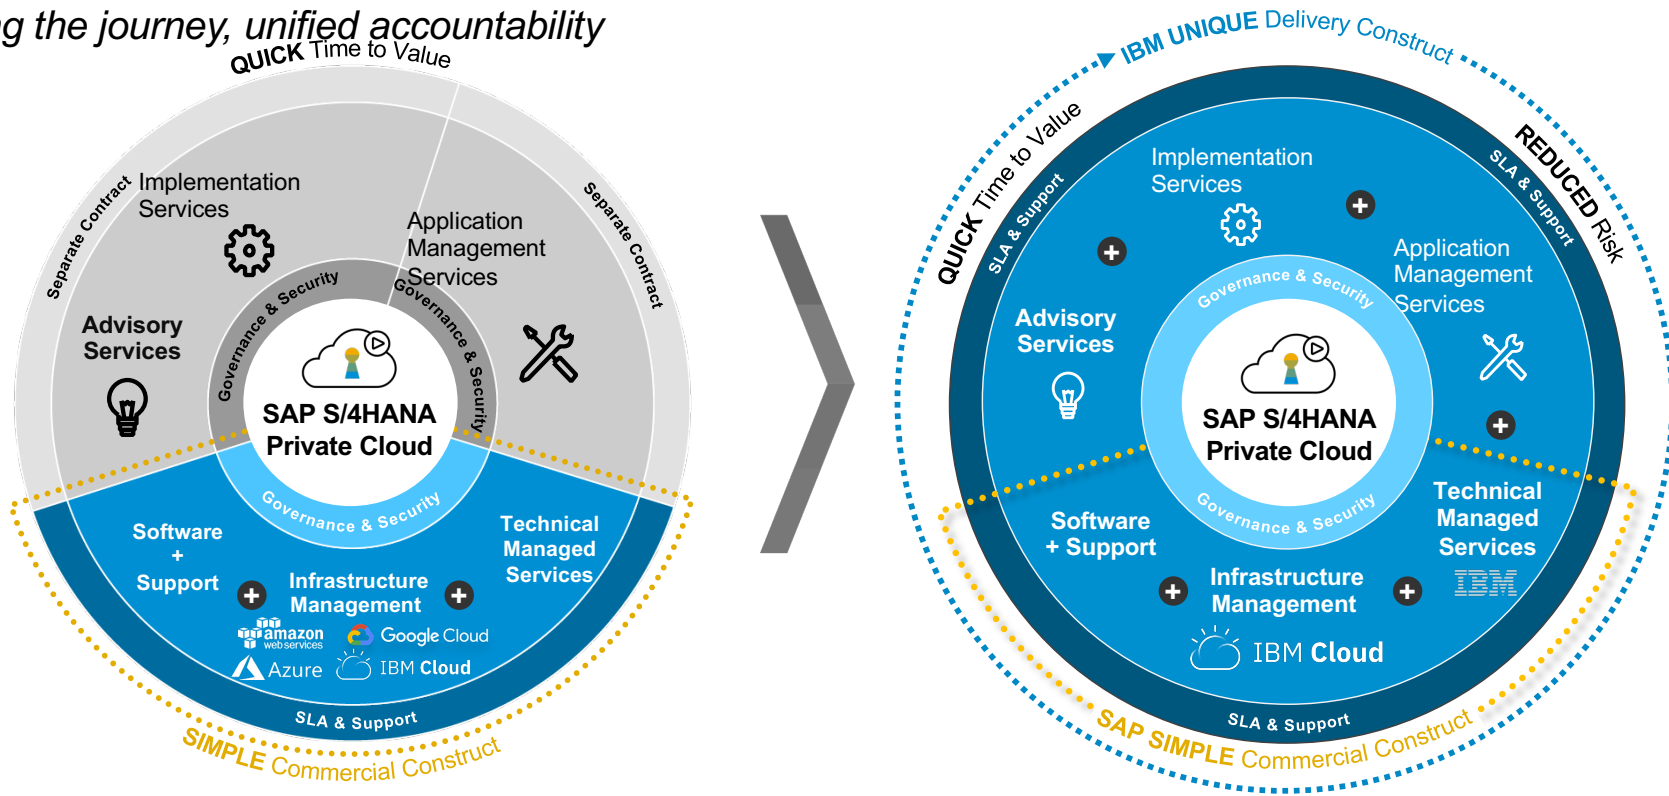 ng the journey, unified accountability
QUICK Time to Value
Separate Contract
Implementation
Services
Application
Management
Services
Separate Contract
Advisory
Services
Governance & Security
Governance & Security
SAP S/4HANA
Private Cloud
Governance & Security
Software
+
Support
Infrastructure
Management
Technical
Managed
Services
amazon
webservices
Google Cloud
Azure
IBM Cloud
SLA & Support
SIMPLE Commercial Construct
IBM UNIQUE Delivery Construct
QUICK Time to Value
REDUCED Risk
SLA & Support
SLA & Support
Implementation
Services
Application
Management
Services
Advisory
Services
Governance & Security
SAP S/4HANA
Private Cloud
Governance & Security
Software
+ Support
Infrastructure
Management
Technical
Managed
Services
IBM
IBM Cloud
SLA & Support
SAP SIMPLE Commercial Construct